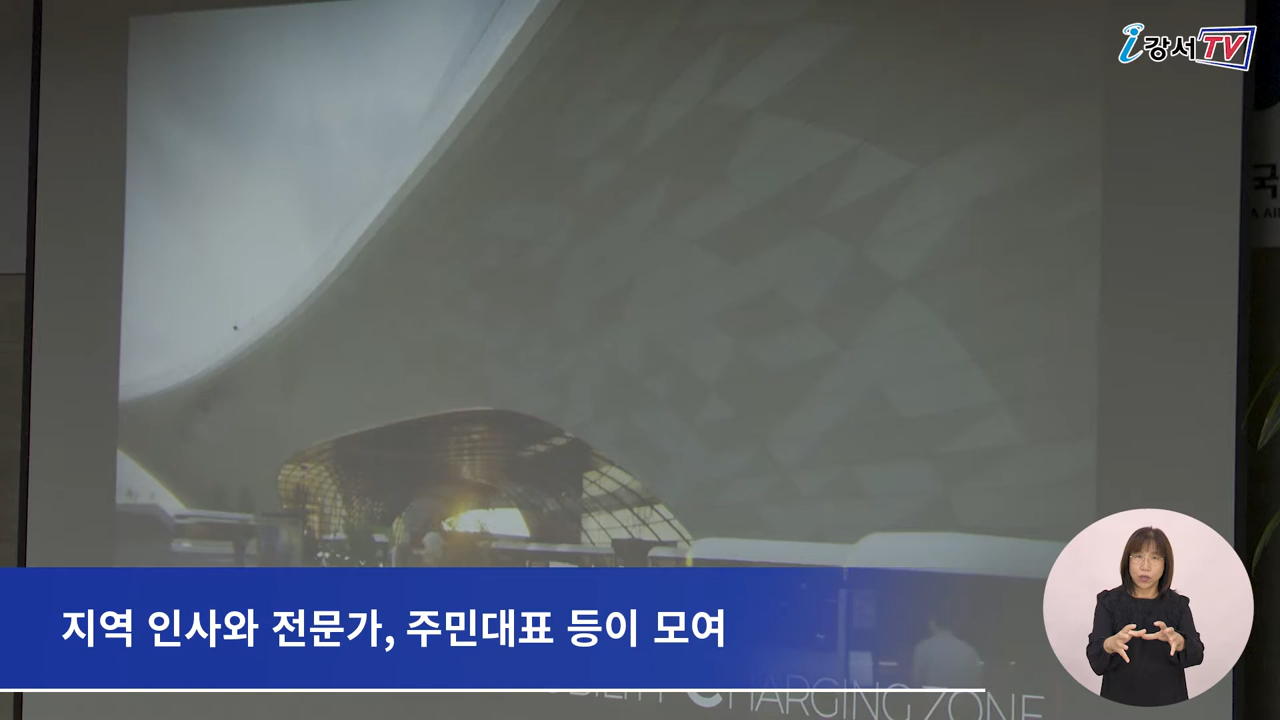 i강서TV
국
지역 인사와 전문가, 주민대표 등이 모여
CHARGING ZONE